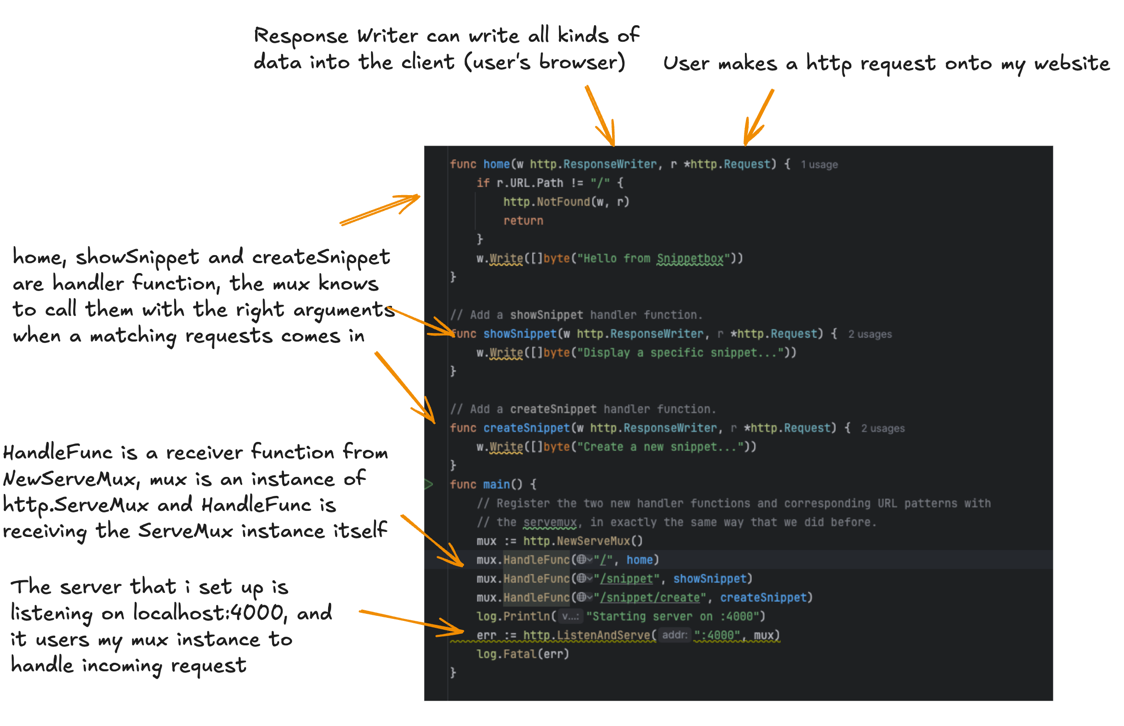 Response Writer can write all kinds of
data into the client (user's browser)
User makes a http request onto my website
home, showSnippet and createSnippet
are handler function, the mux knows
to call them with the right arguments
when a matching requests comes in
HandleFunc is a receiver function from
NewServeMux, mux is an instance of
http.ServeMux and HandleFunc is
receiving the ServeMux instance itself
The server that i set up is
listening on localhost:4000, and
it users my mux instance to
handle incoming request
func home(w http.ResponseWriter, r *http.Request) { 1 usage
if r.URL.Path != "/" {
http.NotFound(w, r)
return
}
w.Write([]byte("Hello from Snippetbox"))
}
// Add a showSnippet handler function.
func showSnippet(w http.ResponseWriter, r *http.Request) { 2 usages
w.Write([]byte("Display a specific snippet..."))
}
// Add a createSnippet handler function.
func createSnippet(w http.ResponseWriter, r *http.Request) { 2 usages
w.Write([]byte("Create a new snippet..."))
}
func main() {
// Register the two new handler functions and corresponding URL patterns with
// the servemux, in exactly the same way that we did before.
mux := http.NewServeMux()
mux.HandleFunc("/", home)
mux.HandleFunc("/snippet", showSnippet)
mux.HandleFunc("/snippet/create", createSnippet)
log.Println( v...: "Starting server on :4000")
err := http.ListenAndServe( addr: ":4000", mux)
log.Fatal(err)
}